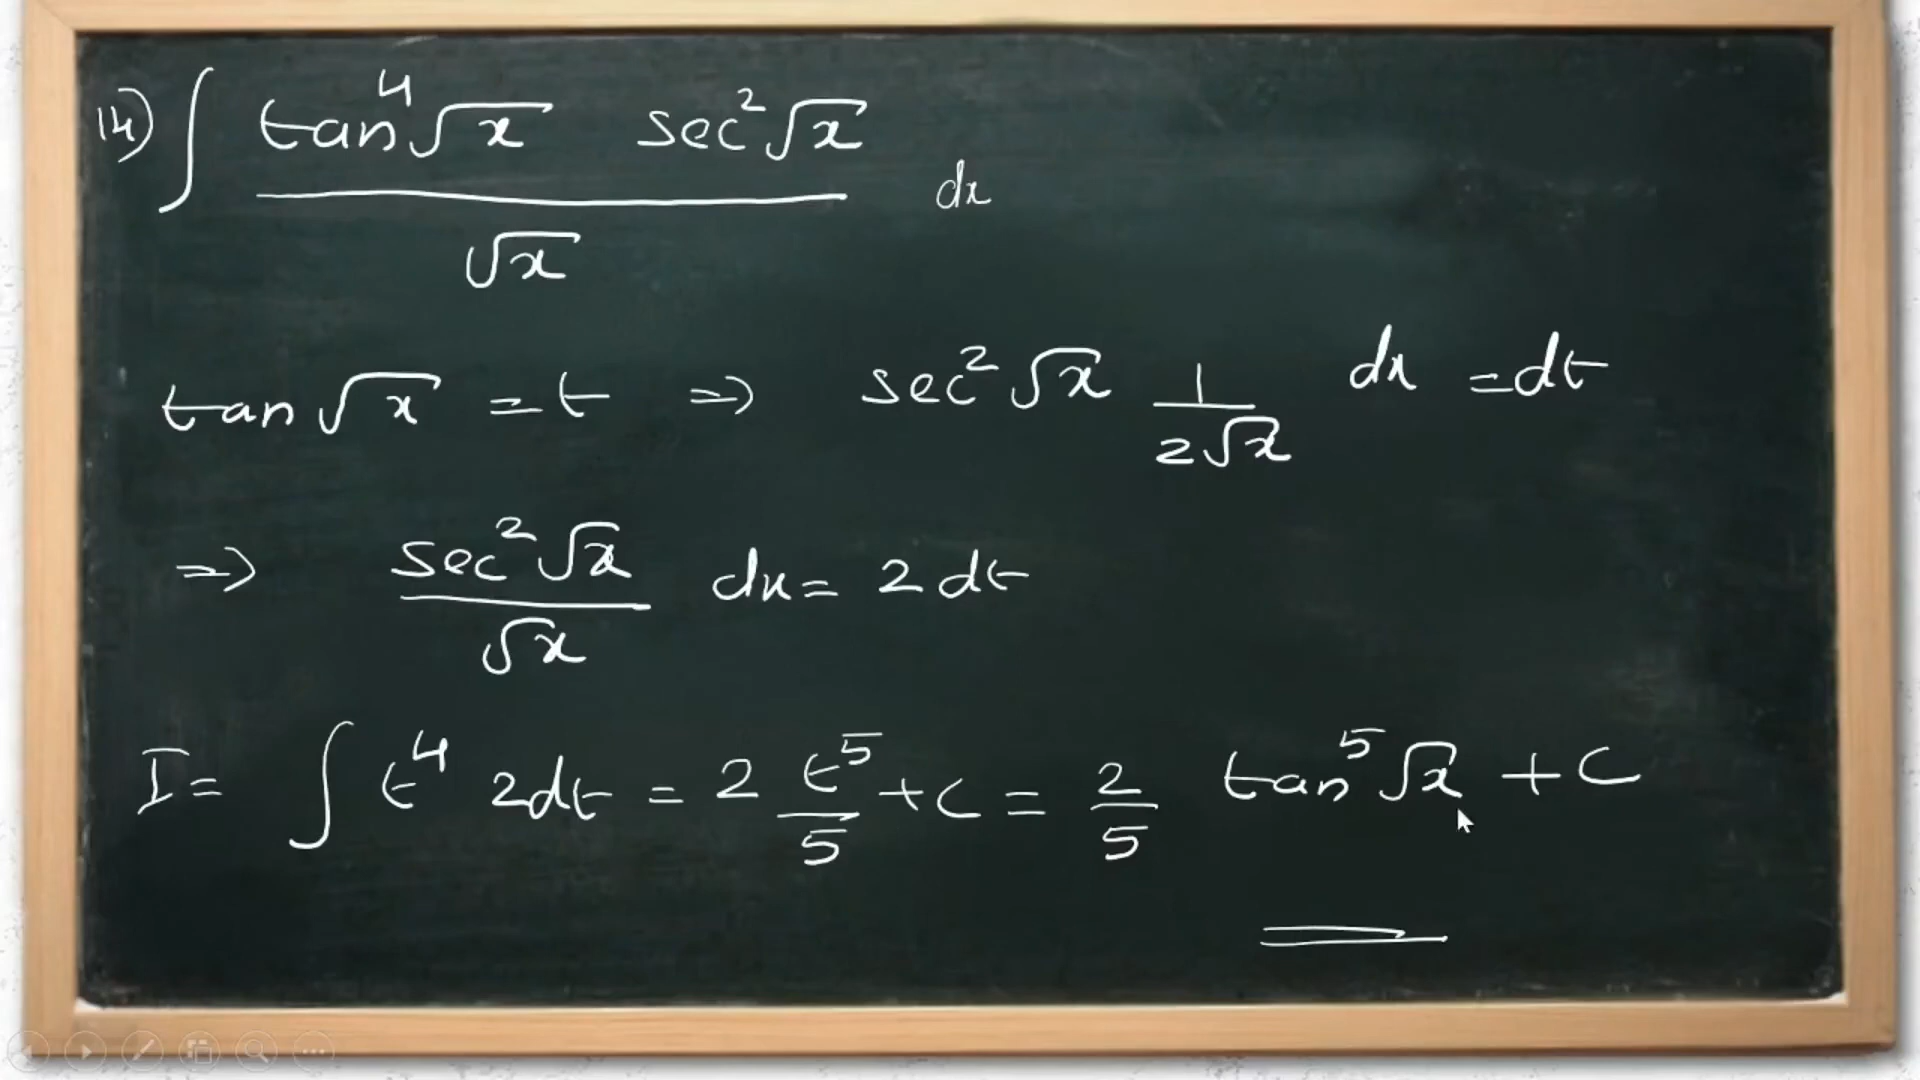 14) ∫ (tan⁴√x sec²√x) / √x dx
tan√x = t ⇒ sec²√x 1/(2√x) dx = dt
⇒ sec²√x / √x dx = 2dt
I = ∫ t⁴ 2dt = 2 t⁵/5 + C = 2/5 tan⁵√x + C